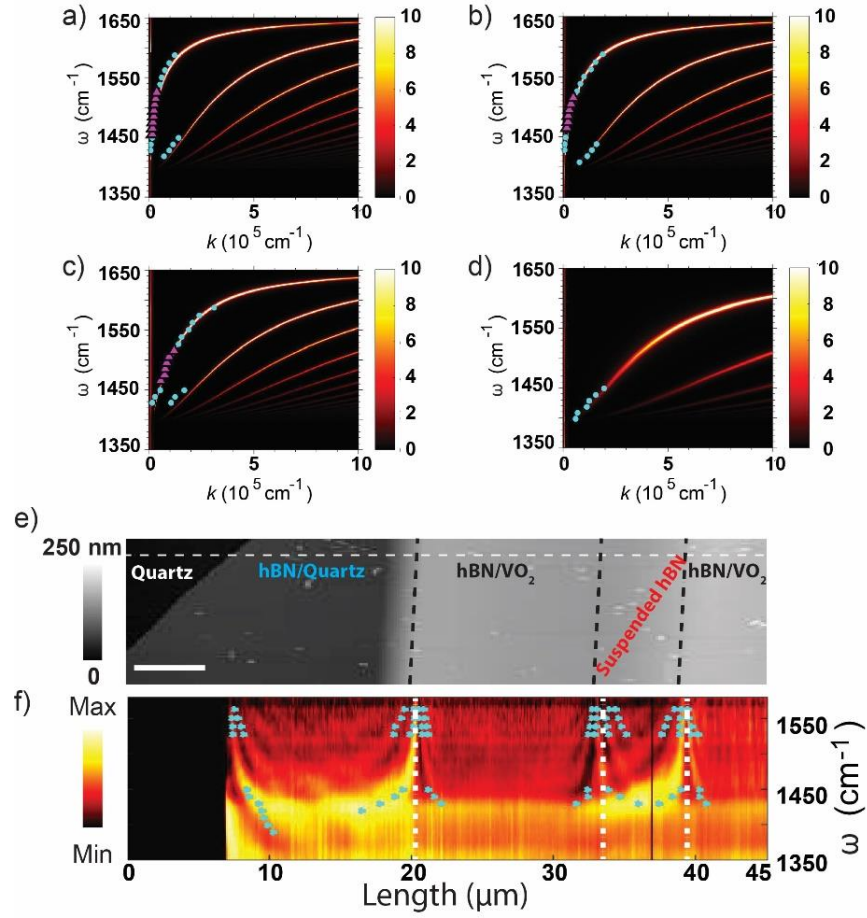 a)
b)
1650
1550
1450
1350
ω (cm⁻¹)
0
5
10
k (10⁵ cm⁻¹)
10
8
6
4
2
0
1650
1550
1450
1350
ω (cm⁻¹)
0
5
10
k (10⁵ cm⁻¹)
10
8
6
4
2
0
c)
d)
1650
1550
1450
1350
ω (cm⁻¹)
0
5
10
k (10⁵ cm⁻¹)
10
8
6
4
2
0
1650
1550
1450
1350
ω (cm⁻¹)
0
5
10
k (10⁵ cm⁻¹)
10
8
6
4
2
0
e)
250 nm
0
Quartz
hBN/Quartz
hBN/VO₂
Suspended hBN
hBN/VO₂
f)
Max
Min
1550
1450
1350
ω (cm⁻¹)
10
20
30
40
45
Length (μm)